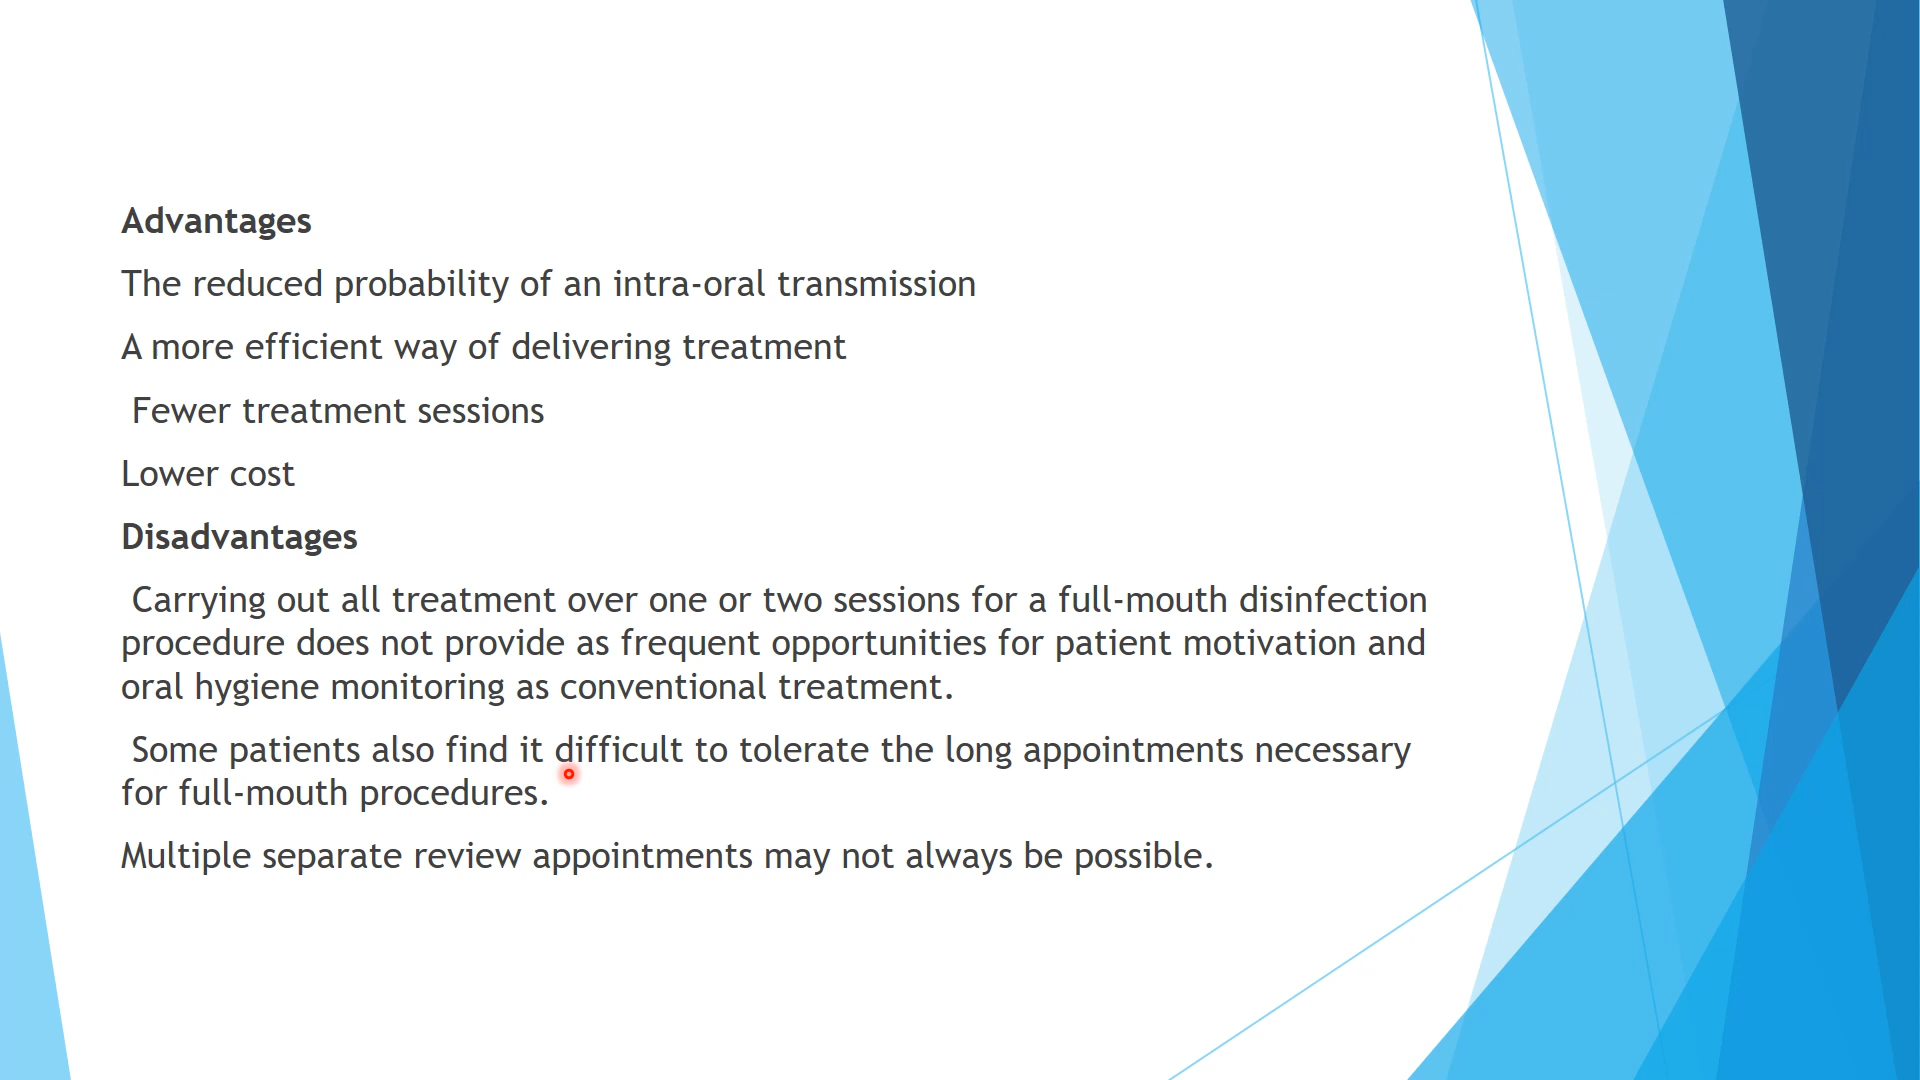 Advantages
The reduced probability of an intra-oral transmission
A more efficient way of delivering treatment
Fewer treatment sessions
Lower cost
Disadvantages
Carrying out all treatment over one or two sessions for a full-mouth disinfection
procedure does not provide as frequent opportunities for patient motivation and
oral hygiene monitoring as conventional treatment.
Some patients also find it difficult to tolerate the long appointments necessary
for full-mouth procedures.
Multiple separate review appointments may not always be possible.